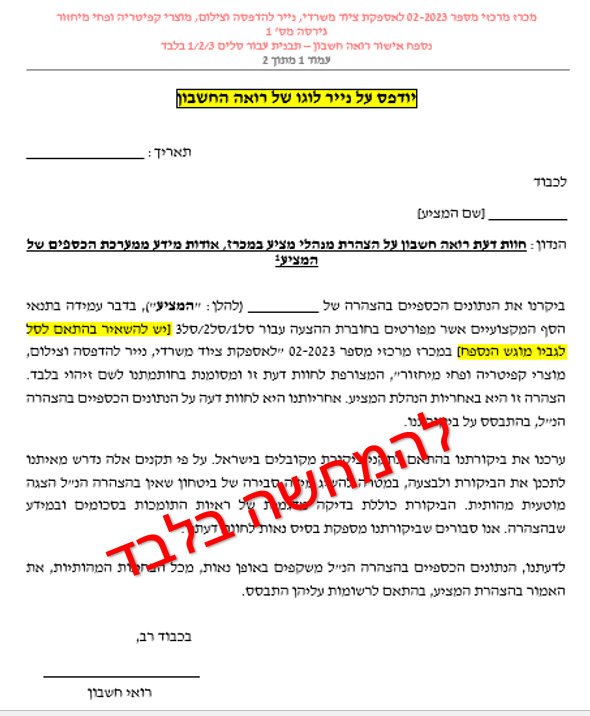 מכרז מרכזי מספר 02-2023 לאספקת ציוד משרדי, נייר להדפסה וצילום, מוצרי קפיטריה ופחי מיחזור
גירסה מס' 1
נספח אישור רואה חשבון – תבנית עבור סלים 1/2/3 בלבד
עמוד 1 מתוך 2
יודפס על נייר לוגו של רואה החשבון
תאריך: ________________
לכבוד
___________ [שם המציע]
הנדון: חוות דעת רואה חשבון על הצהרת מנהלי מציע במכרז, אודות מידע ממערכת הכספים של
המציע1
ביקרנו את הנתונים הכספיים בהצהרה של __________ (להלן: "המציע"), בדבר עמידה בתנאי
הסף המקצועיים אשר מפורטים בחוברת ההצעה עבור סל1/סל2/סל3 [יש להשאיר בהתאם לסל
לגביו מוגש הנספח] במכרז מרכזי מספר 02-2023 "לאספקת ציוד משרדי, נייר להדפסה וצילום,
מוצרי קפיטריה ופחי מיחזור", המצורפת לחוות דעת זו ומסומנת בחותמתנו לשם זיהוי בלבד.
הצהרה זו היא באחריות הנהלת המציע. אחריותנו היא לחוות דעה על הנתונים הכספיים בהצהרה
הנ"ל, בהתבסס על ביקורתנו.
ערכנו את ביקורתנו בהתאם לתקני ביקורת מקובלים בישראל. על פי תקנים אלה נדרש מאיתנו
לתכנן את הביקורת ולבצעה, במטרה להשיג מידה סבירה של ביטחון שאין בהצהרה הנ"ל הצגה
מוטעית מהותית. הביקורת כוללת בדיקה מדגמית של ראיות התומכות בסכומים ובמידע
שבהצהרה. אנו סבורים שביקורתנו מספקת בסיס נאות לחוות דעתנו.
לדעתנו, הנתונים הכספיים בהצהרה הנ"ל משקפים באופן נאות, מכל הבחינות המהותיות, את
האמור בהצהרת המציע, בהתאם לרשומות עליהן התבסס.
להמחשה בלבד
בכבוד רב,
____________________
רואי חשבון